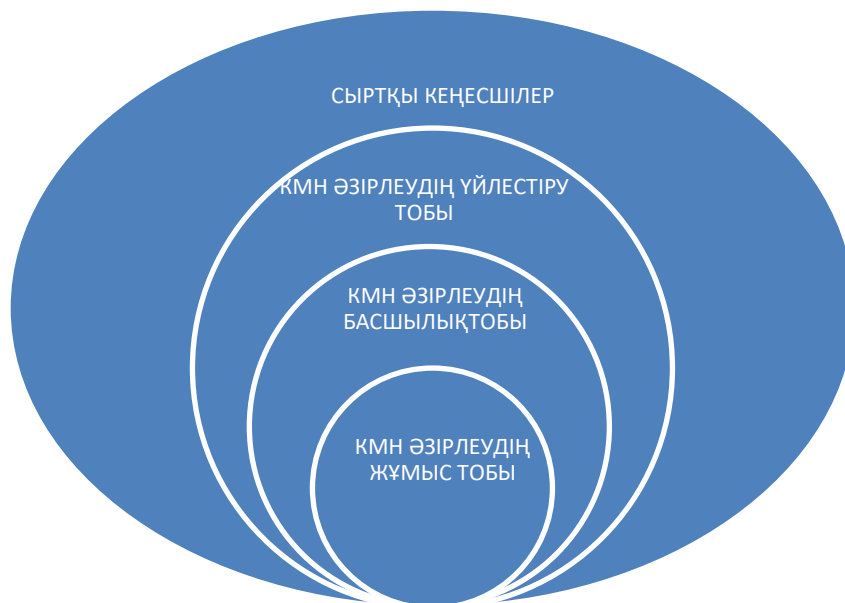 СЫРТҚЫ КЕҢЕСШІЛЕР
КМН ӘЗІРЛЕУДІҢ ҮЙЛЕСТІРУ
ТОБЫ
КМН ӘЗІРЛЕУДІҢ
БАСШЫЛЫҚТОБЫ
КМН ӘЗІРЛЕУДІҢ
ЖҰМЫС ТОБЫ